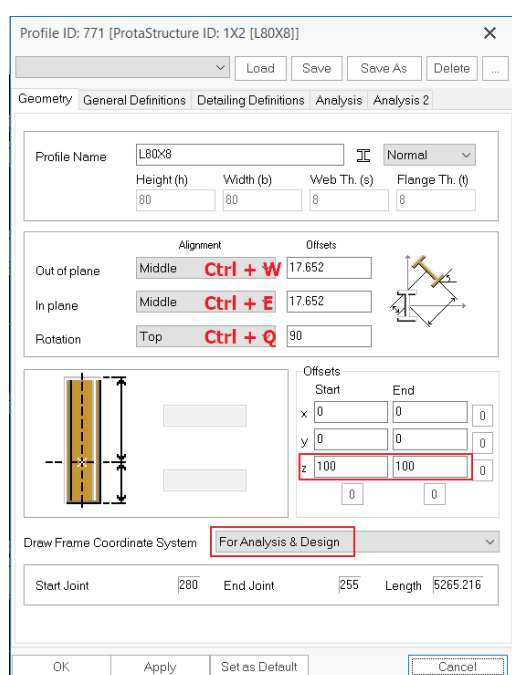 Profile ID: 771 [ProtaStructure ID: 1X2 [L80X8]]
Load Save Save As Delete ...
Geometry General Definitions Detailing Definitions Analysis Analysis 2
Profile Name L80X8 Normal
Height (h) Width (b) Web Th. (s) Flange Th. (t)
80 80 8 8
Alignment Offsets
Out of plane Middle Ctrl + W 17.652
In plane Middle Ctrl + E 17.652
Rotation Top Ctrl + Q 90
Offsets
Start End
x 0 0 0
y 0 0 0
z 100 100 0
0 0
Draw Frame Coordinate System For Analysis & Design
Start Joint 280 End Joint 255 Length 5265.216
OK Apply Set as Default Cancel